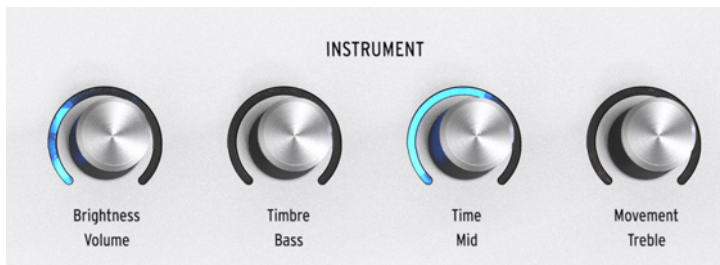 INSTRUMENT
Brightness Timbre Time Movement
Volume Bass Mid Treble